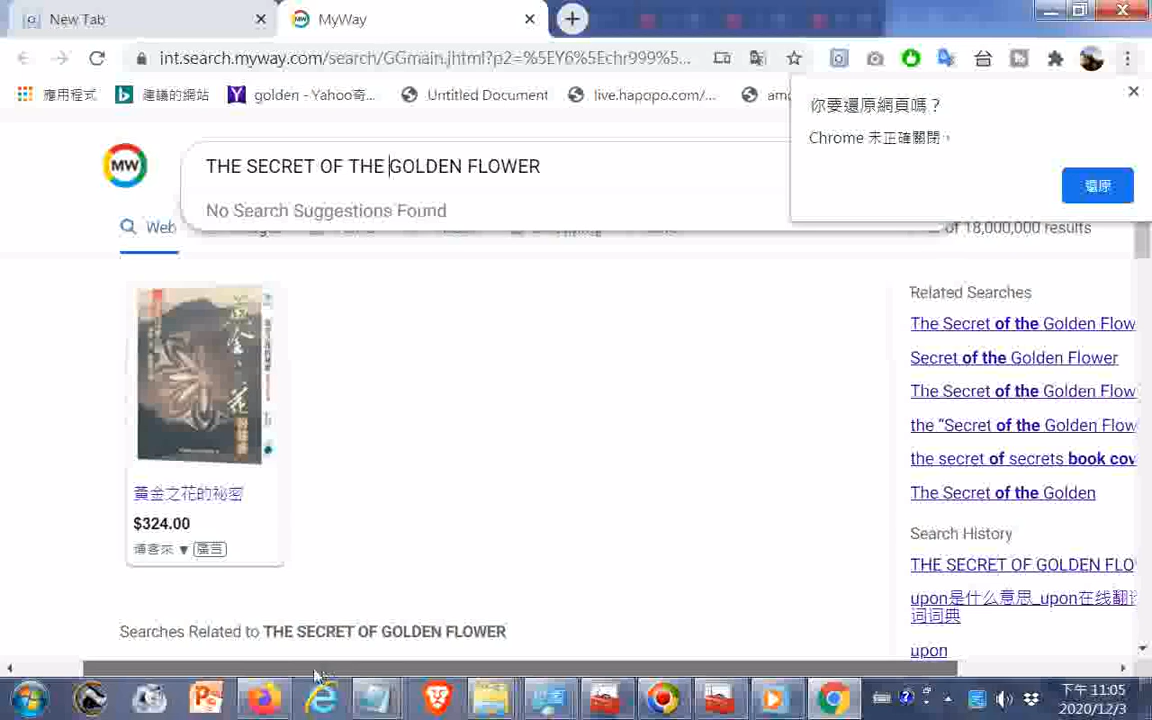 New Tab
MyWay
int.search.myway.com/search/GGmain.jhtml?p2=%5EY6%5Echr999%5...
應用程式
建議的網站
golden - Yahoo奇...
Untitled Document
live.hapopo.com/...
你要還原網頁嗎？
Chrome 未正確關閉。
還原
MW
THE SECRET OF THE GOLDEN FLOWER
No Search Suggestions Found
Web
of 18,000,000 results
黃金之花的祕密
$324.00
博客來 ▼ 廣告
Searches Related to THE SECRET OF GOLDEN FLOWER
Related Searches
The Secret of the Golden Flow
Secret of the Golden Flower
The Secret of the Golden Flow
the “Secret of the Golden Flow
the secret of secrets book cov
The Secret of the Golden
Search History
THE SECRET OF GOLDEN FLO
upon是什么意思_upon在线翻译
词词典
upon
下午 11:05
2020/12/3